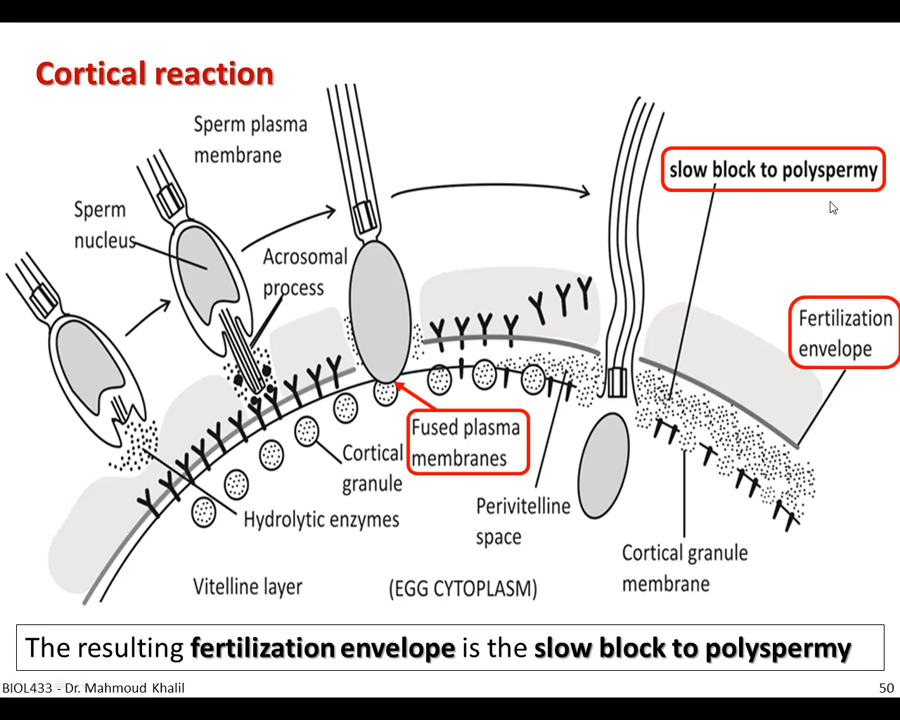 Cortical reaction
Sperm plasma
membrane
slow block to polyspermy
Sperm
nucleus
Acrosomal
process
Fertilization
envelope
Fused plasma
membranes
Cortical
granule
Hydrolytic enzymes
Perivitelline
space
Cortical granule
membrane
Vitelline layer
(EGG CYTOPLASM)
The resulting fertilization envelope is the slow block to polyspermy
BIOL433 - Dr. Mahmoud Khalil
50